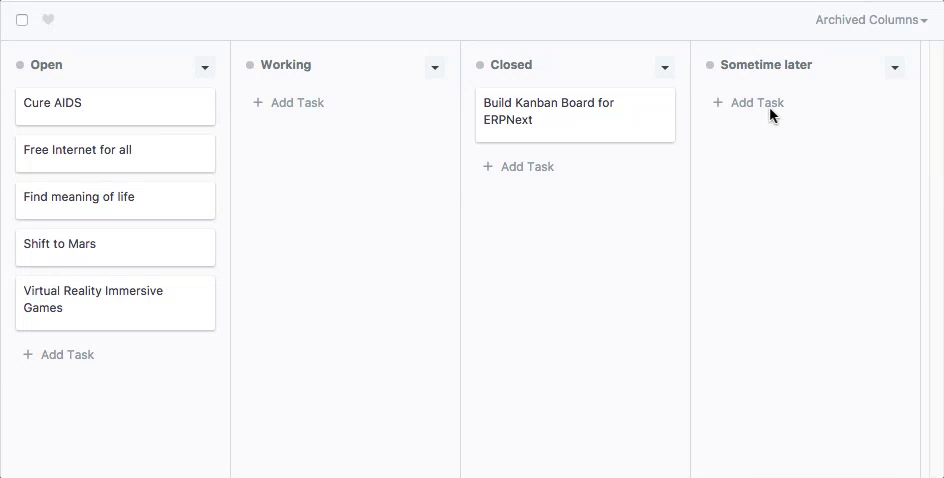 Archived Columns
Open
Cure AIDS
Free Internet for all
Find meaning of life
Shift to Mars
Virtual Reality Immersive
Games
+ Add Task
Working
+ Add Task
Closed
Build Kanban Board for
ERPNext
+ Add Task
Sometime later
+ Add Task